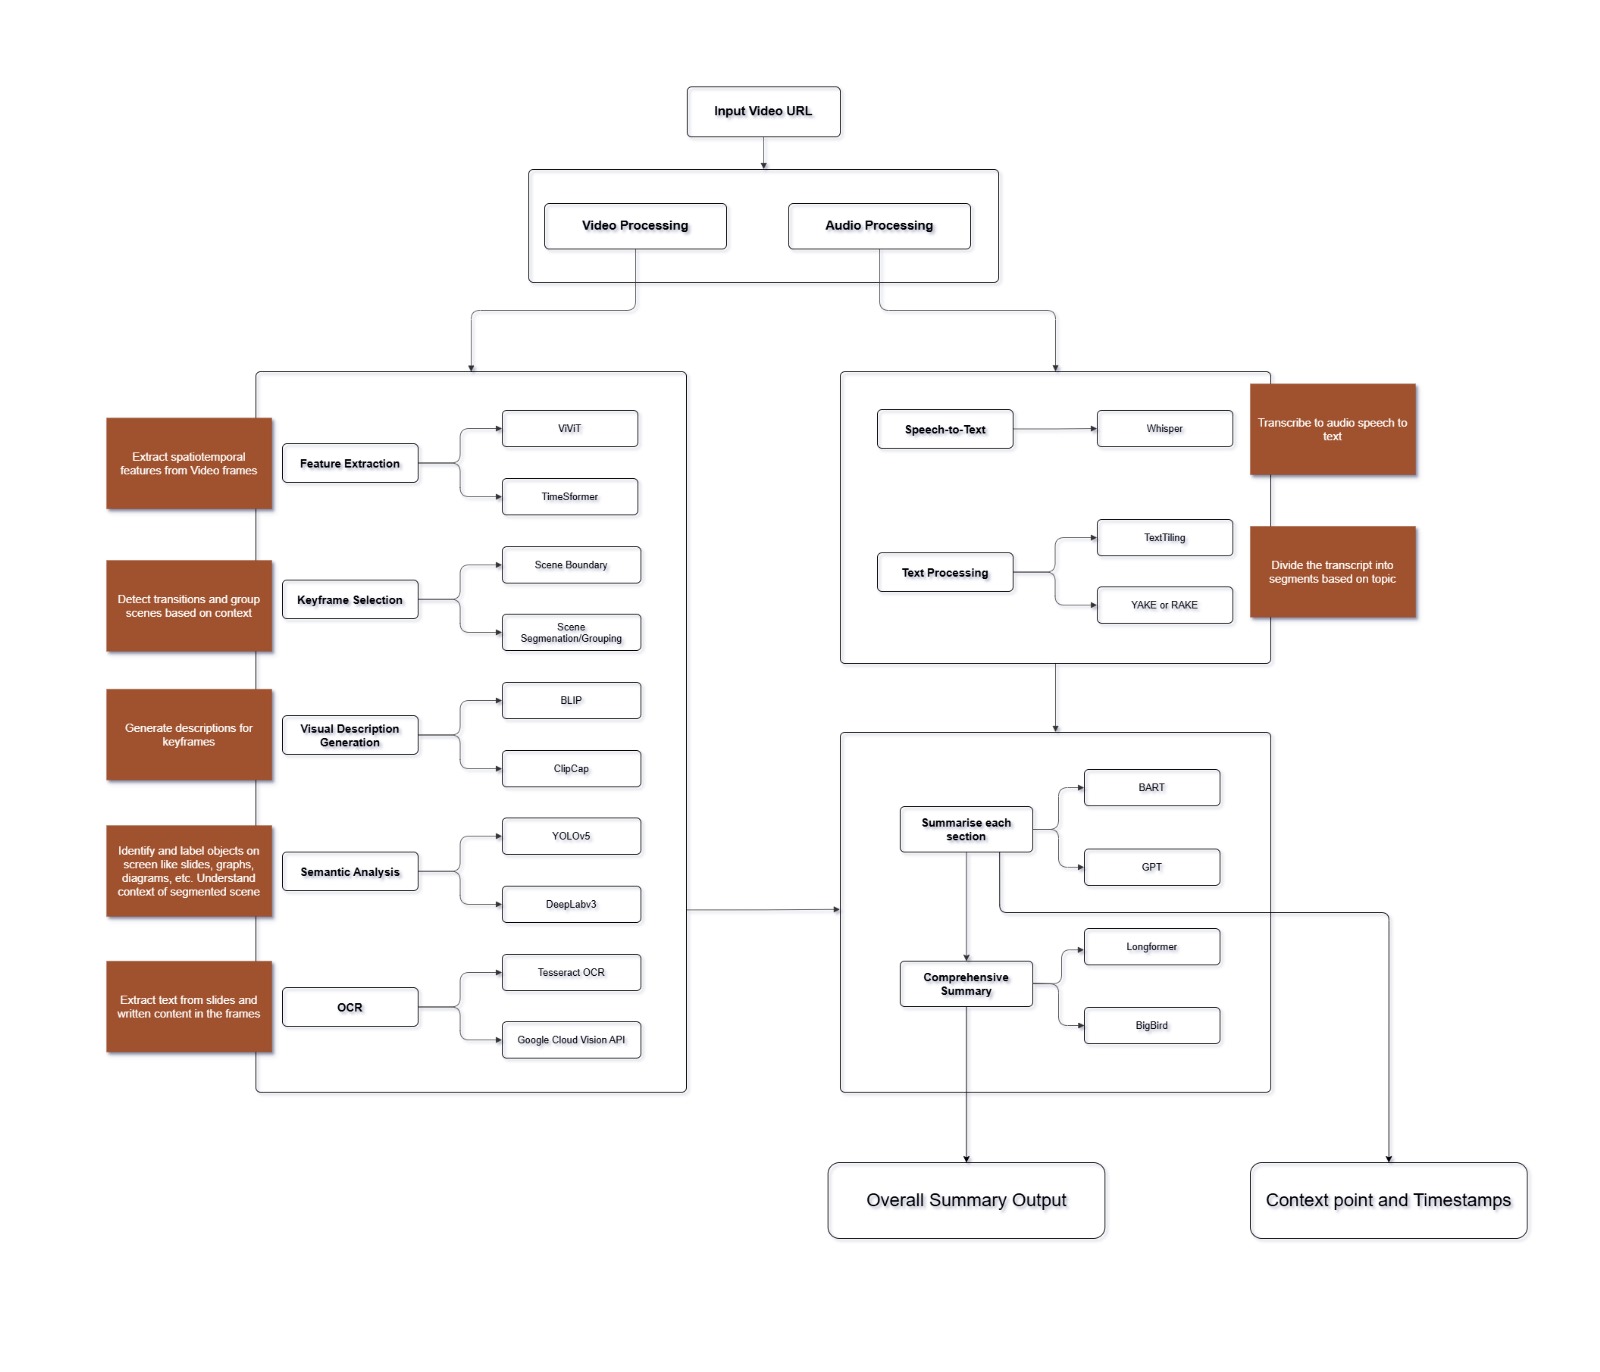 Input Video URL
Video Processing
Audio Processing
Extract spatiotemporal
features from Video frames
Feature Extraction
ViViT
TimeSformer
Detect transitions and group
scenes based on context
Keyframe Selection
Scene Boundary
Scene
Segmenation/Grouping
Generate descriptions for
keyframes
Visual Description
Generation
BLIP
ClipCap
Identify and label objects on
screen like slides, graphs,
diagrams, etc. Understand
context of segmented scene
Semantic Analysis
YOLOv5
DeepLabv3
Extract text from slides and
written content in the frames
OCR
Tesseract OCR
Google Cloud Vision API
Speech-to-Text
Whisper
Transcribe to audio speech to
text
Text Processing
TextTiling
YAKE or RAKE
Divide the transcript into
segments based on topic
Summarise each
section
BART
GPT
Comprehensive
Summary
Longformer
BigBird
Overall Summary Output
Context point and Timestamps